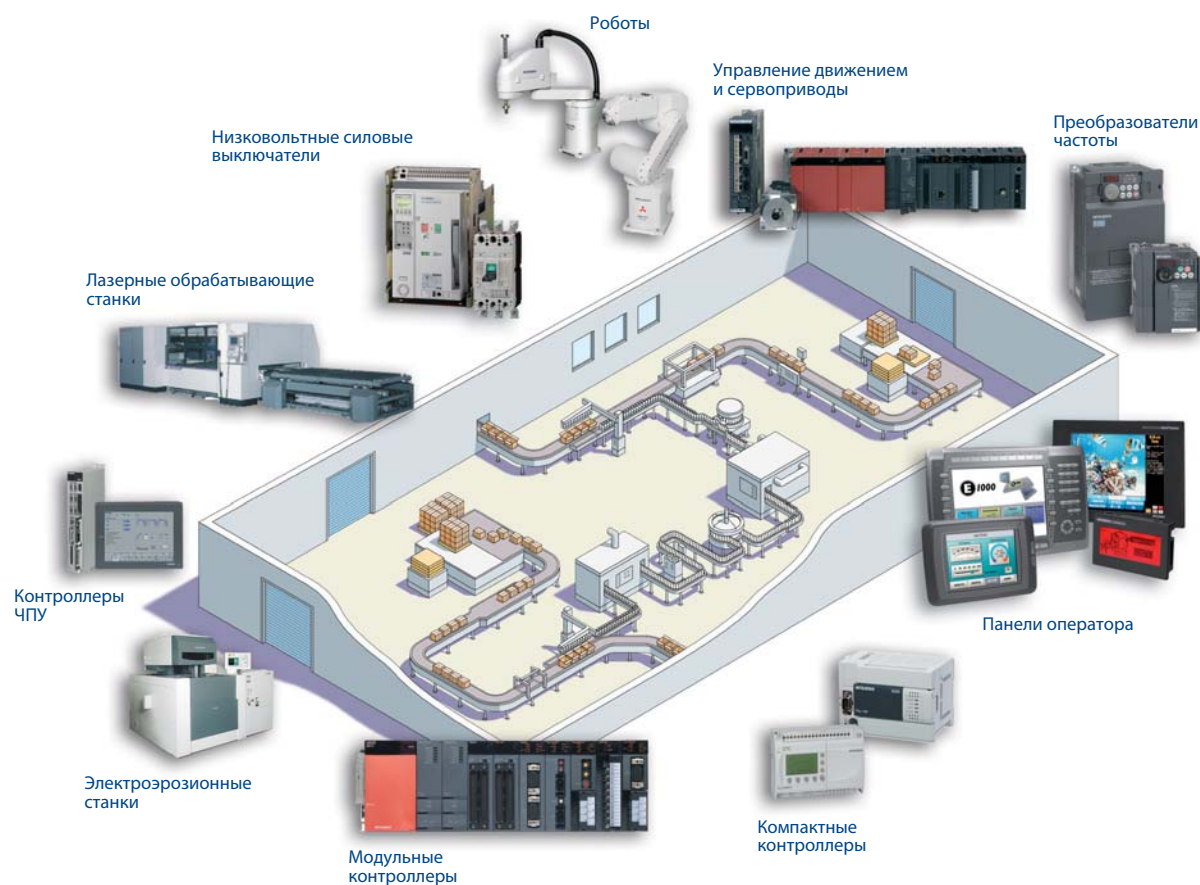 Роботы
Управление движением
и сервоприводы
Преобразователи
частоты
Низковольтные силовые
выключатели
Лазерные обрабатывающие
станки
E 1000
Контроллеры
ЧПУ
Панели оператора
Электроэрозионные
станки
Компактные
контроллеры
Модульные
контроллеры